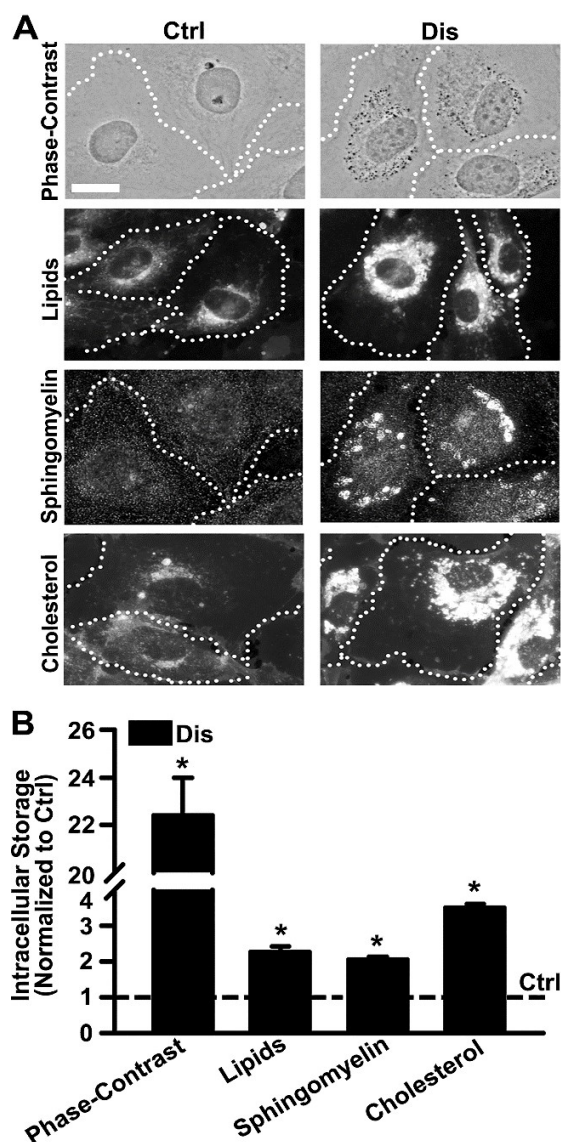 A
Ctrl
Dis
Phase-Contrast
Lipids
Sphingomyelin
Cholesterol
B
Dis
Intracellular Storage
(Normalized to Ctrl)
26
24
22
20
4
3
2
1
0
*
*
*
*
Ctrl
Phase-Contrast
Lipids
Sphingomyelin
Cholesterol